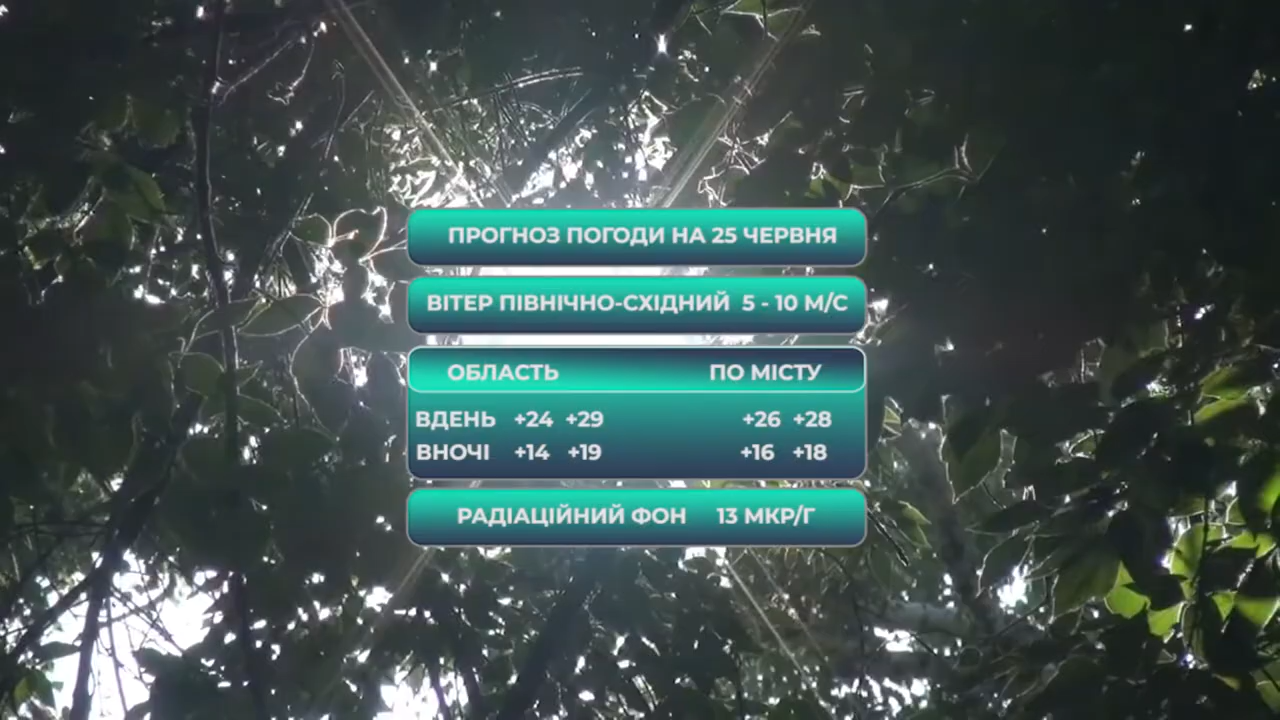 ПРОГНОЗ ПОГОДИ НА 25 ЧЕРВНЯ
ВІТЕР ПІВНІЧНО-СХІДНИЙ 5 - 10 М/С
ОБЛАСТЬ ПО МІСТУ
ВДЕНЬ +24 +29 +26 +28
ВНОЧІ +14 +19 +16 +18
РАДІАЦІЙНИЙ ФОН 13 МКР/Г